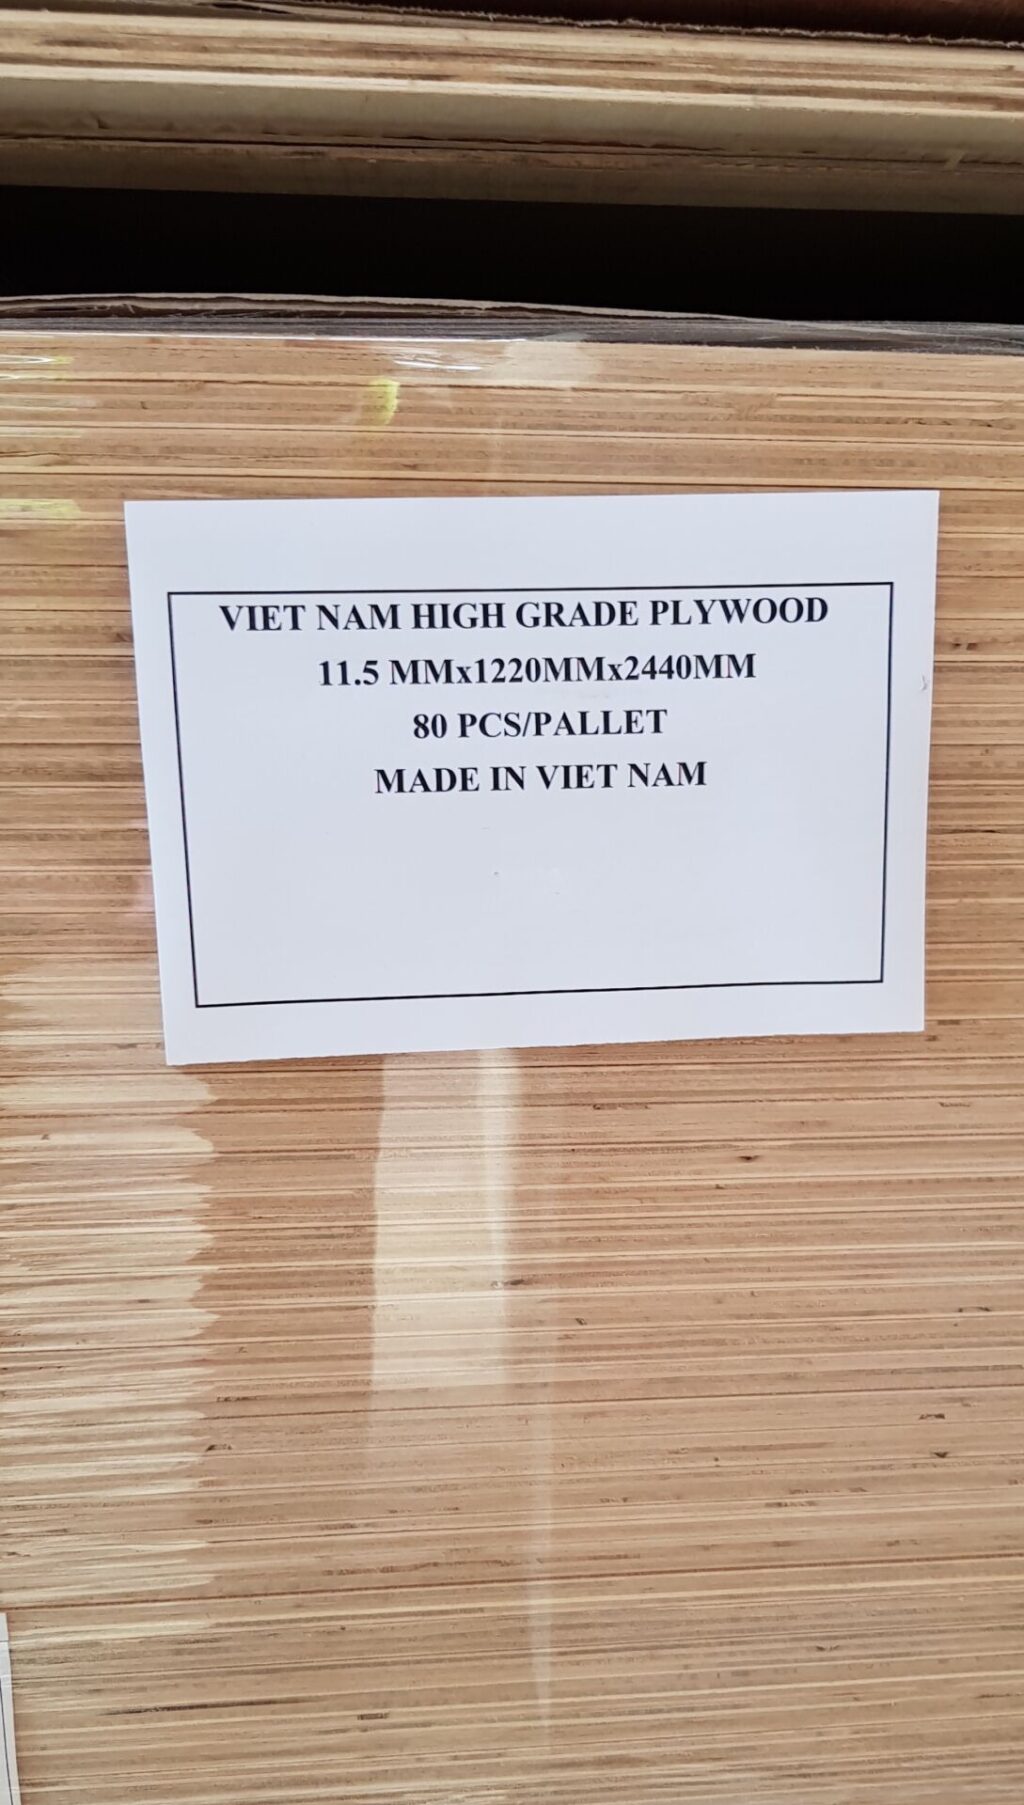 VIET NAM HIGH GRADE PLYWOOD
11.5 MMx1220MMx2440MM
80 PCS/PALLET
MADE IN VIET NAM